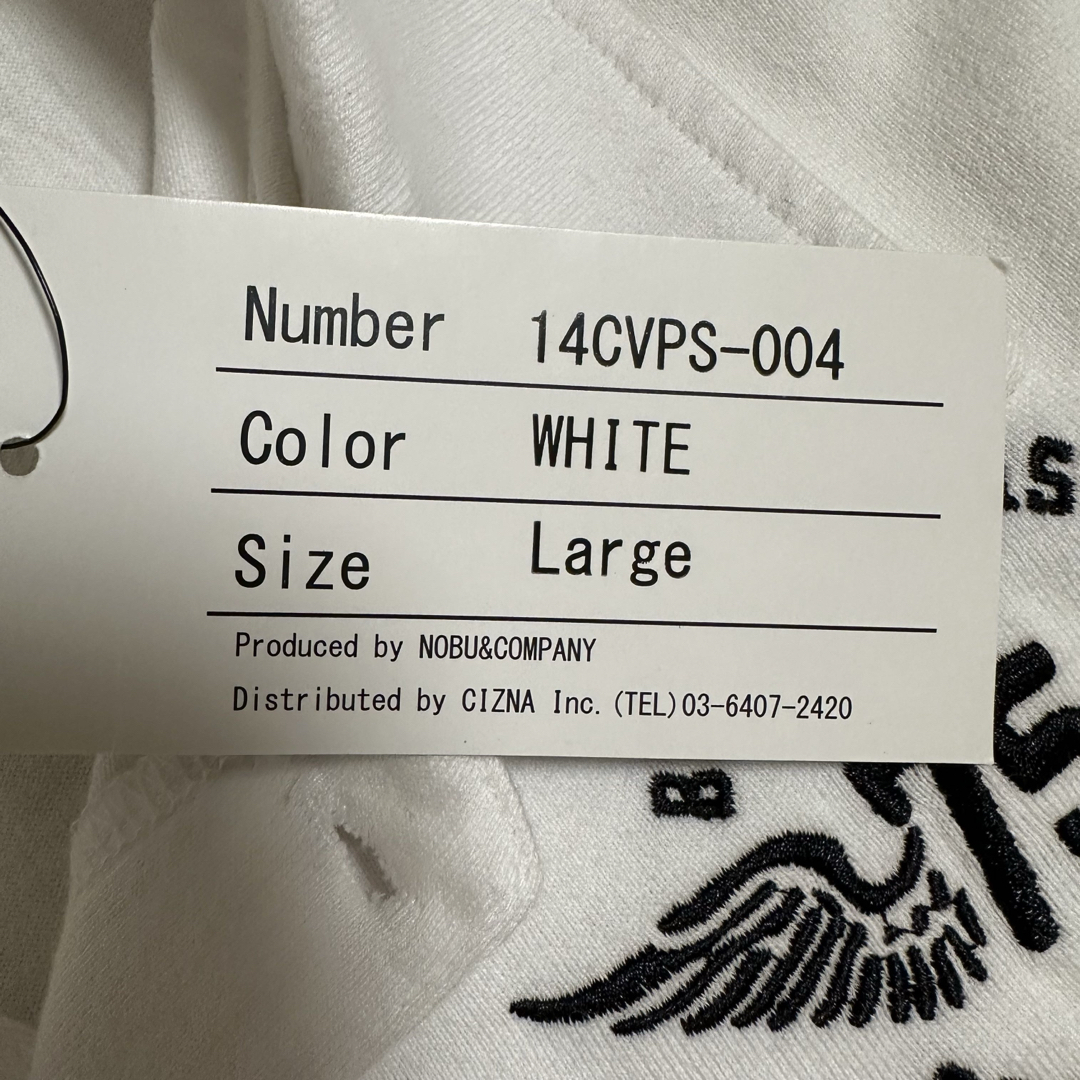 Number 14CVPS-004
Color WHITE
Size Large
Produced by NOBU&COMPANY
Distributed by CIZNA Inc. (TEL)03-6407-2420
S
B